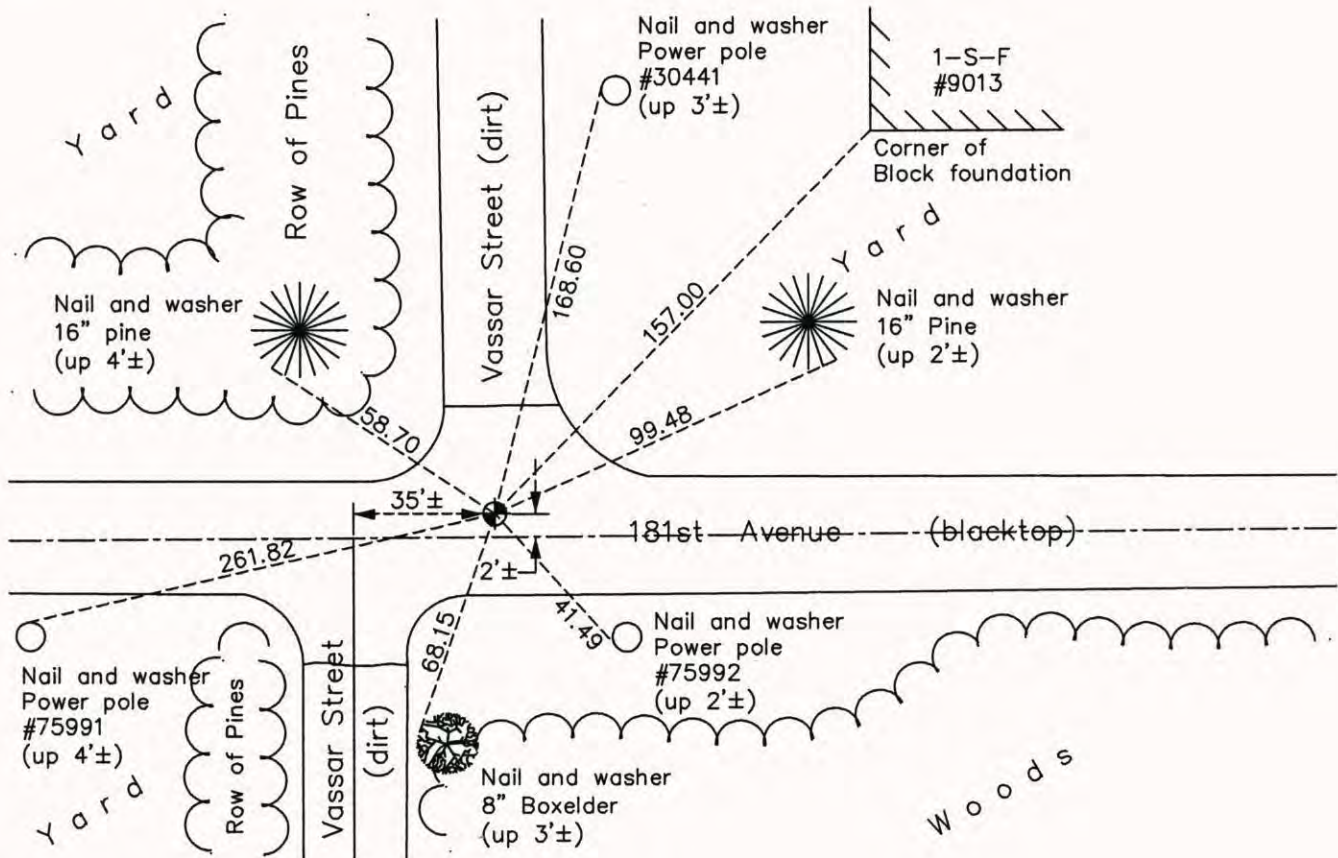 Nail and washer
Power pole
#30441
(up 3'±)
1-S-F
#9013
Corner of
Block foundation
Yard
Row of Pines
Vassar Street (dirt)
Yard
168.60
157.00
Nail and washer
16" pine
(up 4'±)
Nail and washer
16" Pine
(up 2'±)
58.70
99.48
35'±
181st Avenue (blacktop)
2'±
261.82
68.15
41.49
Nail and washer
Power pole
#75992
(up 2'±)
Nail and washer
Power pole
#75991
(up 4'±)
Row of Pines
Vassar Street
(dirt)
Nail and washer
8" Boxelder
(up 3'±)
Yard
Woods